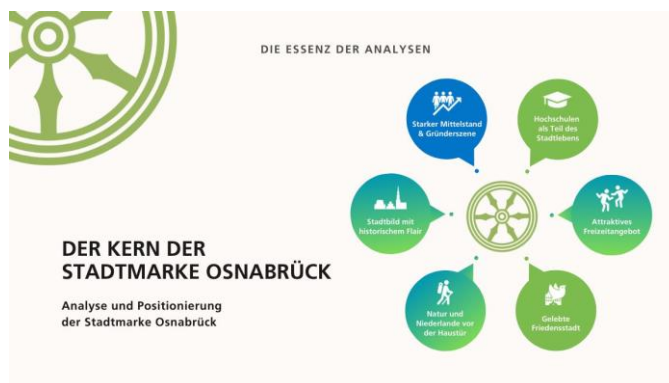 DIE ESSENZ DER ANALYSEN
Starker Mittelstand
& Gründerszene
Hochschulen
als Teil des
Stadtlebens
Stadtbild mit
historischem Flair
Attraktives
Freizeitangebot
Natur und
Niederlande vor
der Haustür
Gelebte
Friedensstadt
DER KERN DER
STADTMARKE OSNABRÜCK
Analyse und Positionierung
der Stadtmarke Osnabrück